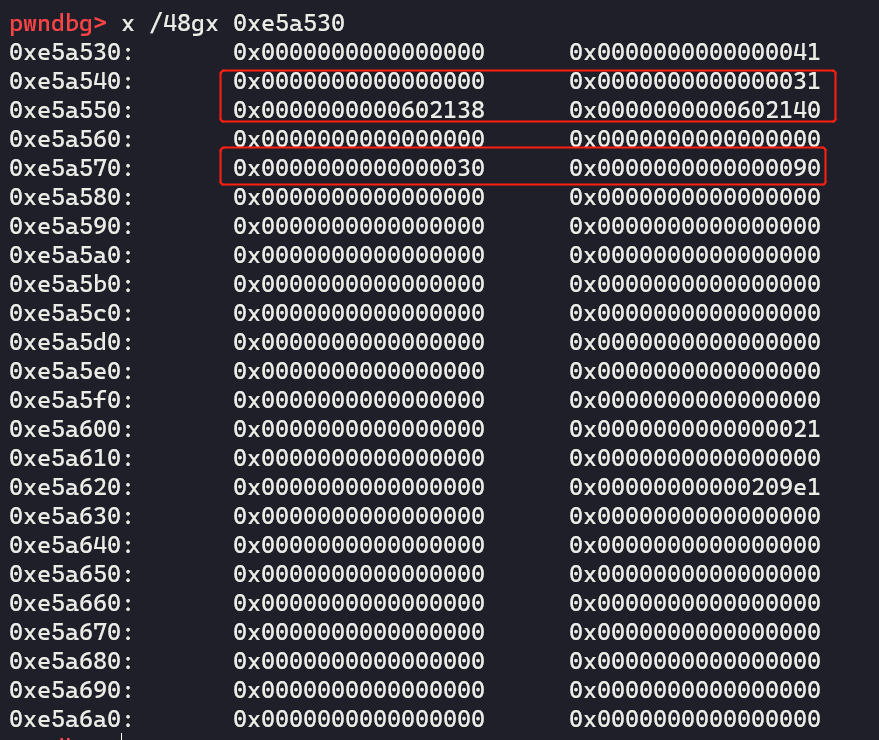 pwndbg> x /48gx 0xe5a530
0xe5a530: 0x0000000000000000 0x0000000000000041
0xe5a540: 0x0000000000000000 0x0000000000000031
0xe5a550: 0x0000000000602138 0x0000000000602140
0xe5a560: 0x0000000000000000 0x0000000000000000
0xe5a570: 0x0000000000000030 0x0000000000000090
0xe5a580: 0x0000000000000000 0x0000000000000000
0xe5a590: 0x0000000000000000 0x0000000000000000
0xe5a5a0: 0x0000000000000000 0x0000000000000000
0xe5a5b0: 0x0000000000000000 0x0000000000000000
0xe5a5c0: 0x0000000000000000 0x0000000000000000
0xe5a5d0: 0x0000000000000000 0x0000000000000000
0xe5a5e0: 0x0000000000000000 0x0000000000000000
0xe5a5f0: 0x0000000000000000 0x0000000000000000
0xe5a600: 0x0000000000000000 0x0000000000000021
0xe5a610: 0x0000000000000000 0x0000000000000000
0xe5a620: 0x0000000000000000 0x00000000000209e1
0xe5a630: 0x0000000000000000 0x0000000000000000
0xe5a640: 0x0000000000000000 0x0000000000000000
0xe5a650: 0x0000000000000000 0x0000000000000000
0xe5a660: 0x0000000000000000 0x0000000000000000
0xe5a670: 0x0000000000000000 0x0000000000000000
0xe5a680: 0x0000000000000000 0x0000000000000000
0xe5a690: 0x0000000000000000 0x0000000000000000
0xe5a6a0: 0x0000000000000000 0x0000000000000000